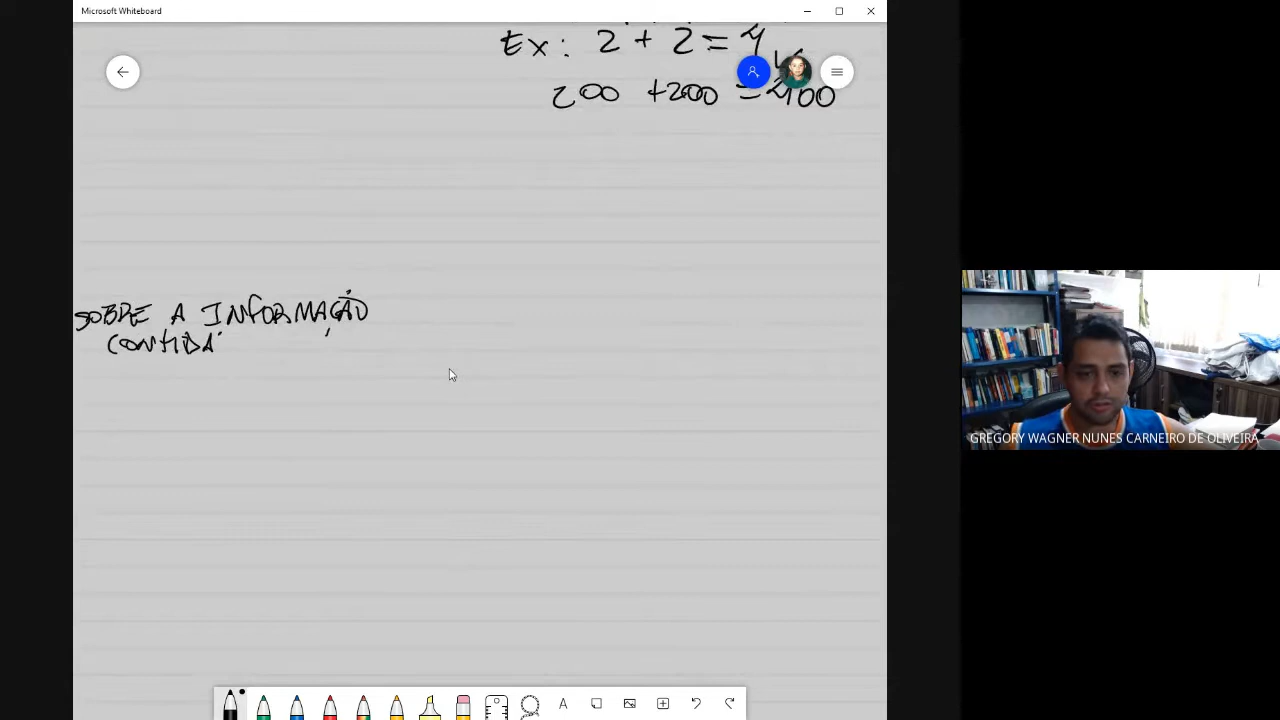 Microsoft Whiteboard
Ex: 2 + 2 = 4
200 + 200 = 400
SOBRE A INFORMAÇÃO
CONTIDA
GREGORY WAGNER NUNES CARNEIRO DE OLIVEIRA
A